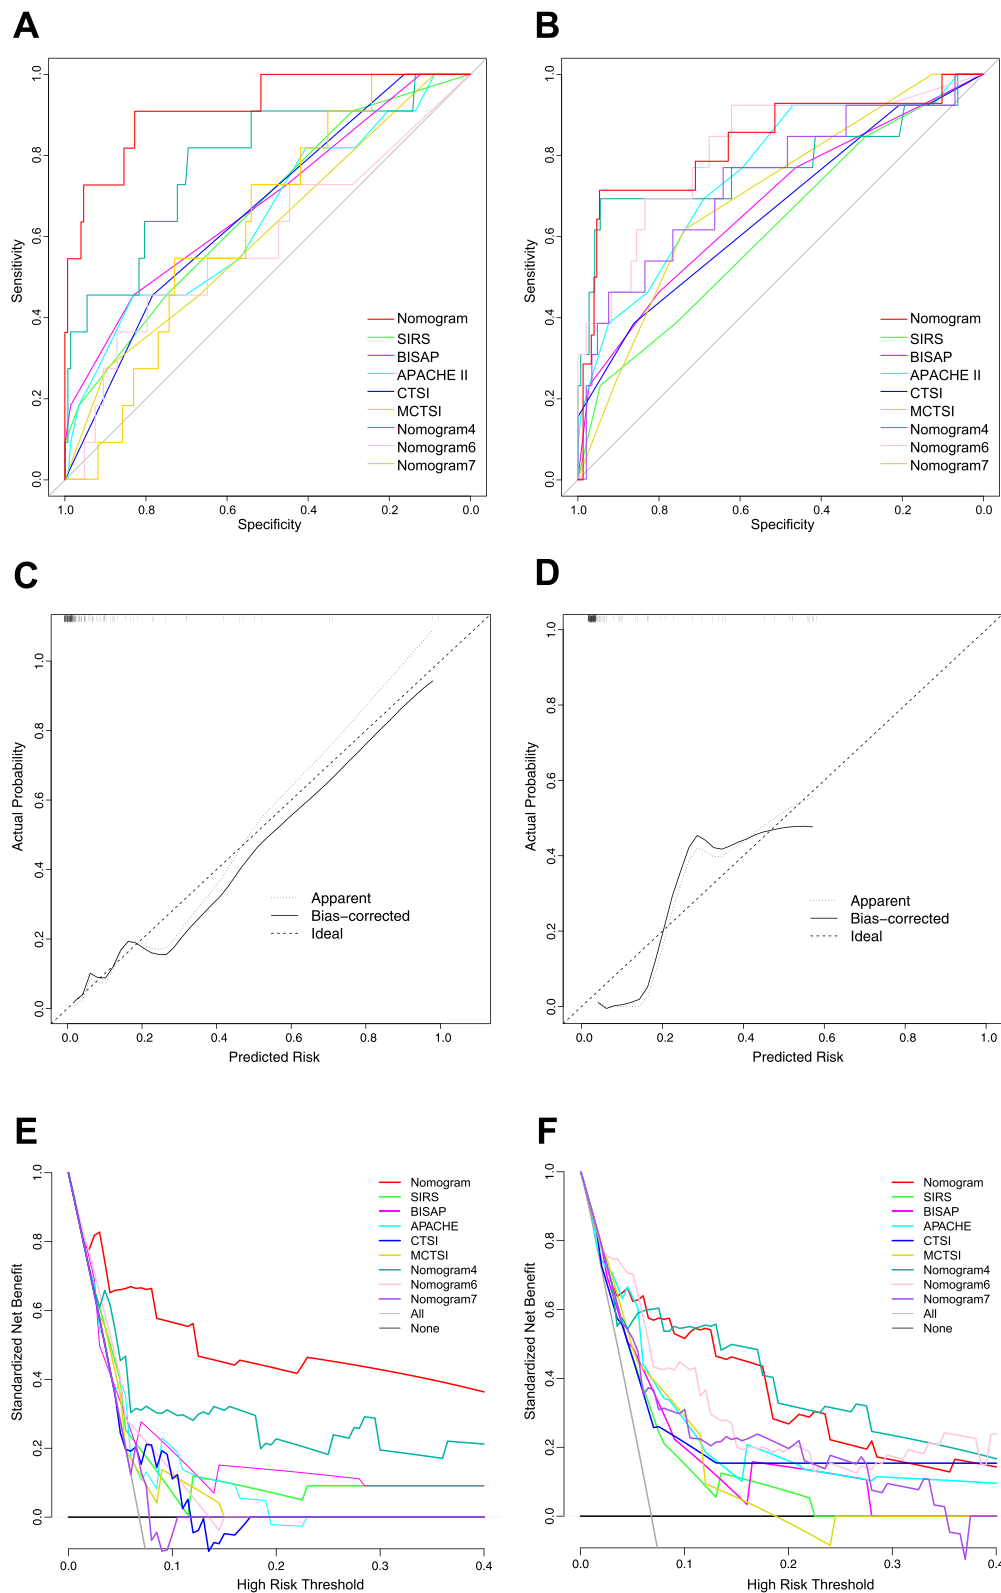 A
B
1.0
0.8
0.6
0.4
0.2
0.0
Sensitivity
Nomogram
SIRS
BISAP
APACHE II
CTSI
MCTSI
Nomogram4
Nomogram6
Nomogram7
1.0 0.8 0.6 0.4 0.2 0.0
Specificity
1.0
0.8
0.6
0.4
0.2
0.0
Sensitivity
Nomogram
SIRS
BISAP
APACHE II
CTSI
MCTSI
Nomogram4
Nomogram6
Nomogram7
1.0 0.8 0.6 0.4 0.2 0.0
Specificity
C
D
1.0
0.8
0.6
0.4
0.2
0.0
Actual Probability
Apparent
Bias-corrected
Ideal
0.0 0.2 0.4 0.6 0.8 1.0
Predicted Risk
1.0
0.8
0.6
0.4
0.2
0.0
Actual Probability
Apparent
Bias-corrected
Ideal
0.0 0.2 0.4 0.6 0.8 1.0
Predicted Risk
E
F
1.0
0.8
0.6
0.4
0.2
0.0
Standardized Net Benefit
Nomogram
SIRS
BISAP
APACHE
CTSI
MCTSI
Nomogram4
Nomogram6
Nomogram7
All
None
0.0 0.1 0.2 0.3 0.4
High Risk Threshold
1.0
0.8
0.6
0.4
0.2
0.0
Standardized Net Benefit
Nomogram
SIRS
BISAP
APACHE
CTSI
MCTSI
Nomogram4
Nomogram6
Nomogram7
All
None
0.0 0.1 0.2 0.3 0.4
High Risk Threshold